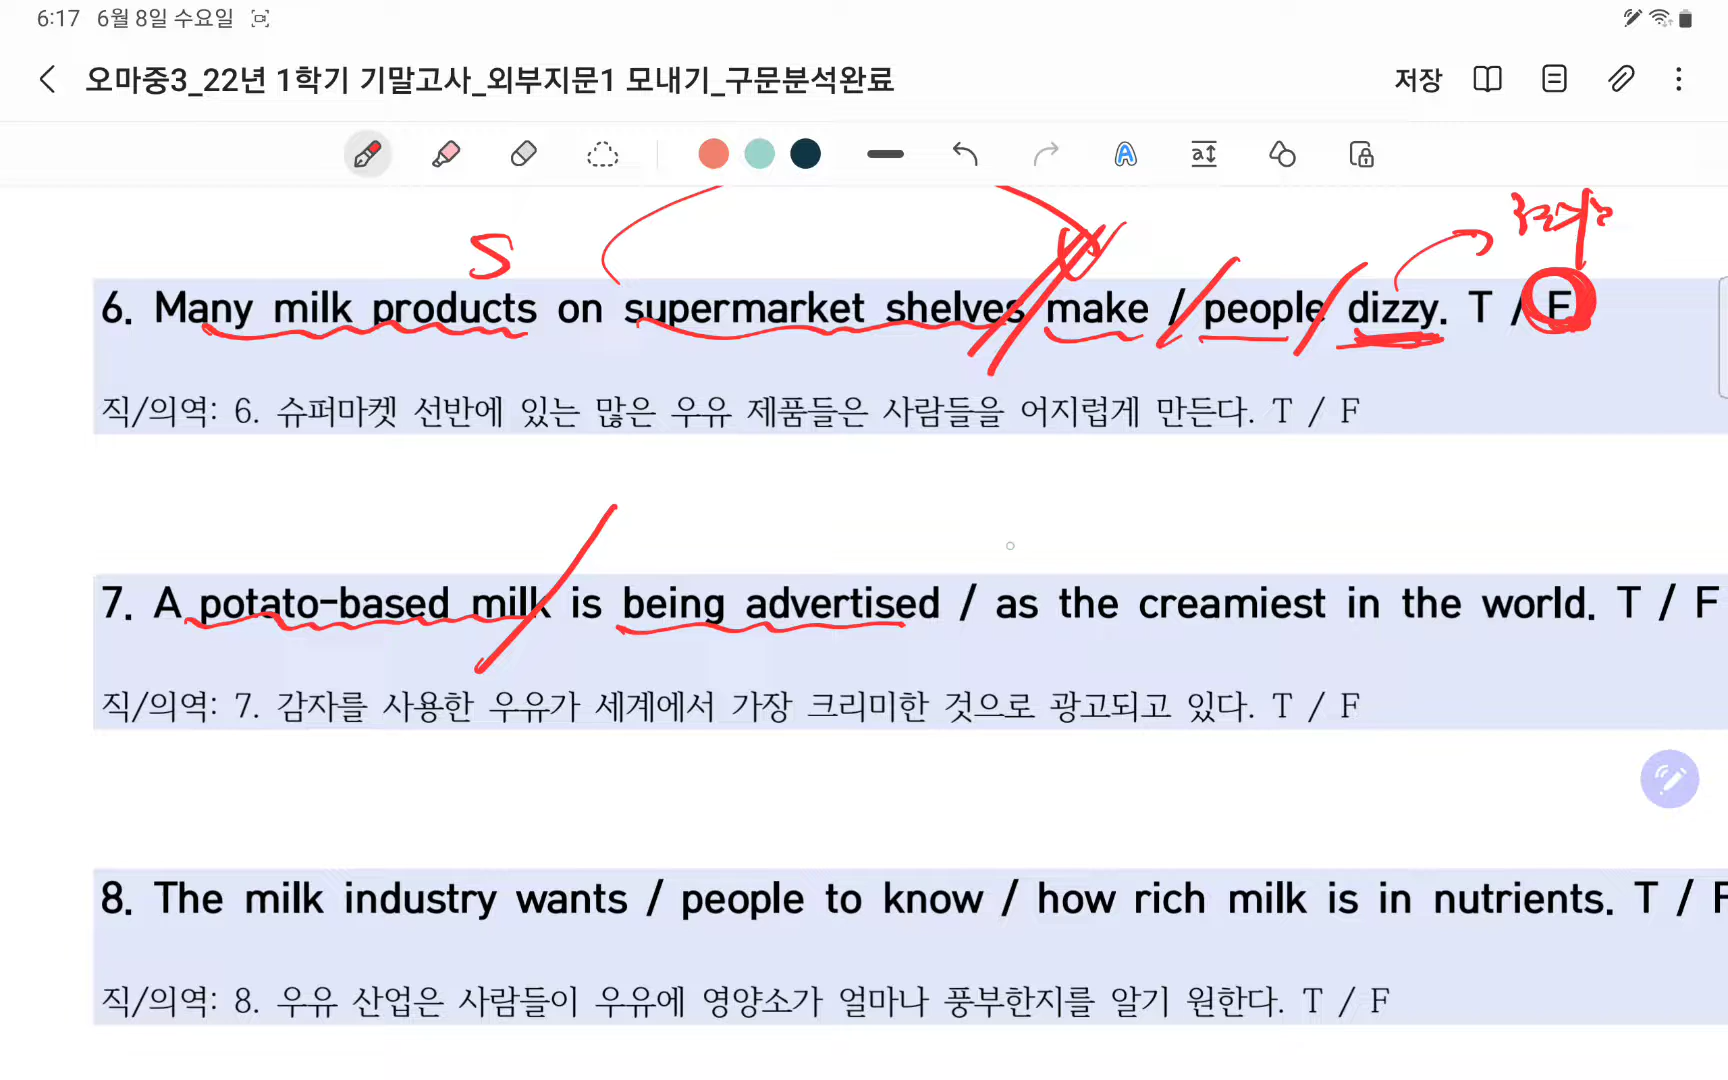 6:17 6월 8일 수요일
오마중3_22년 1학기 기말고사_외부지문1 모내기_구문분석완료
저장
A a
S
6. Many milk products on supermarket shelves make / people dizzy. T / F
직/의역: 6. 슈퍼마켓 선반에 있는 많은 우유 제품들은 사람들을 어지럽게 만든다. T / F
7. A potato-based milk is being advertised / as the creamiest in the world. T / F
직/의역: 7. 감자를 사용한 우유가 세계에서 가장 크리미한 것으로 광고되고 있다. T / F
8. The milk industry wants / people to know / how rich milk is in nutrients. T / F
직/의역: 8. 우유 산업은 사람들이 우유에 영양소가 얼마나 풍부한지를 알기 원한다. T / F